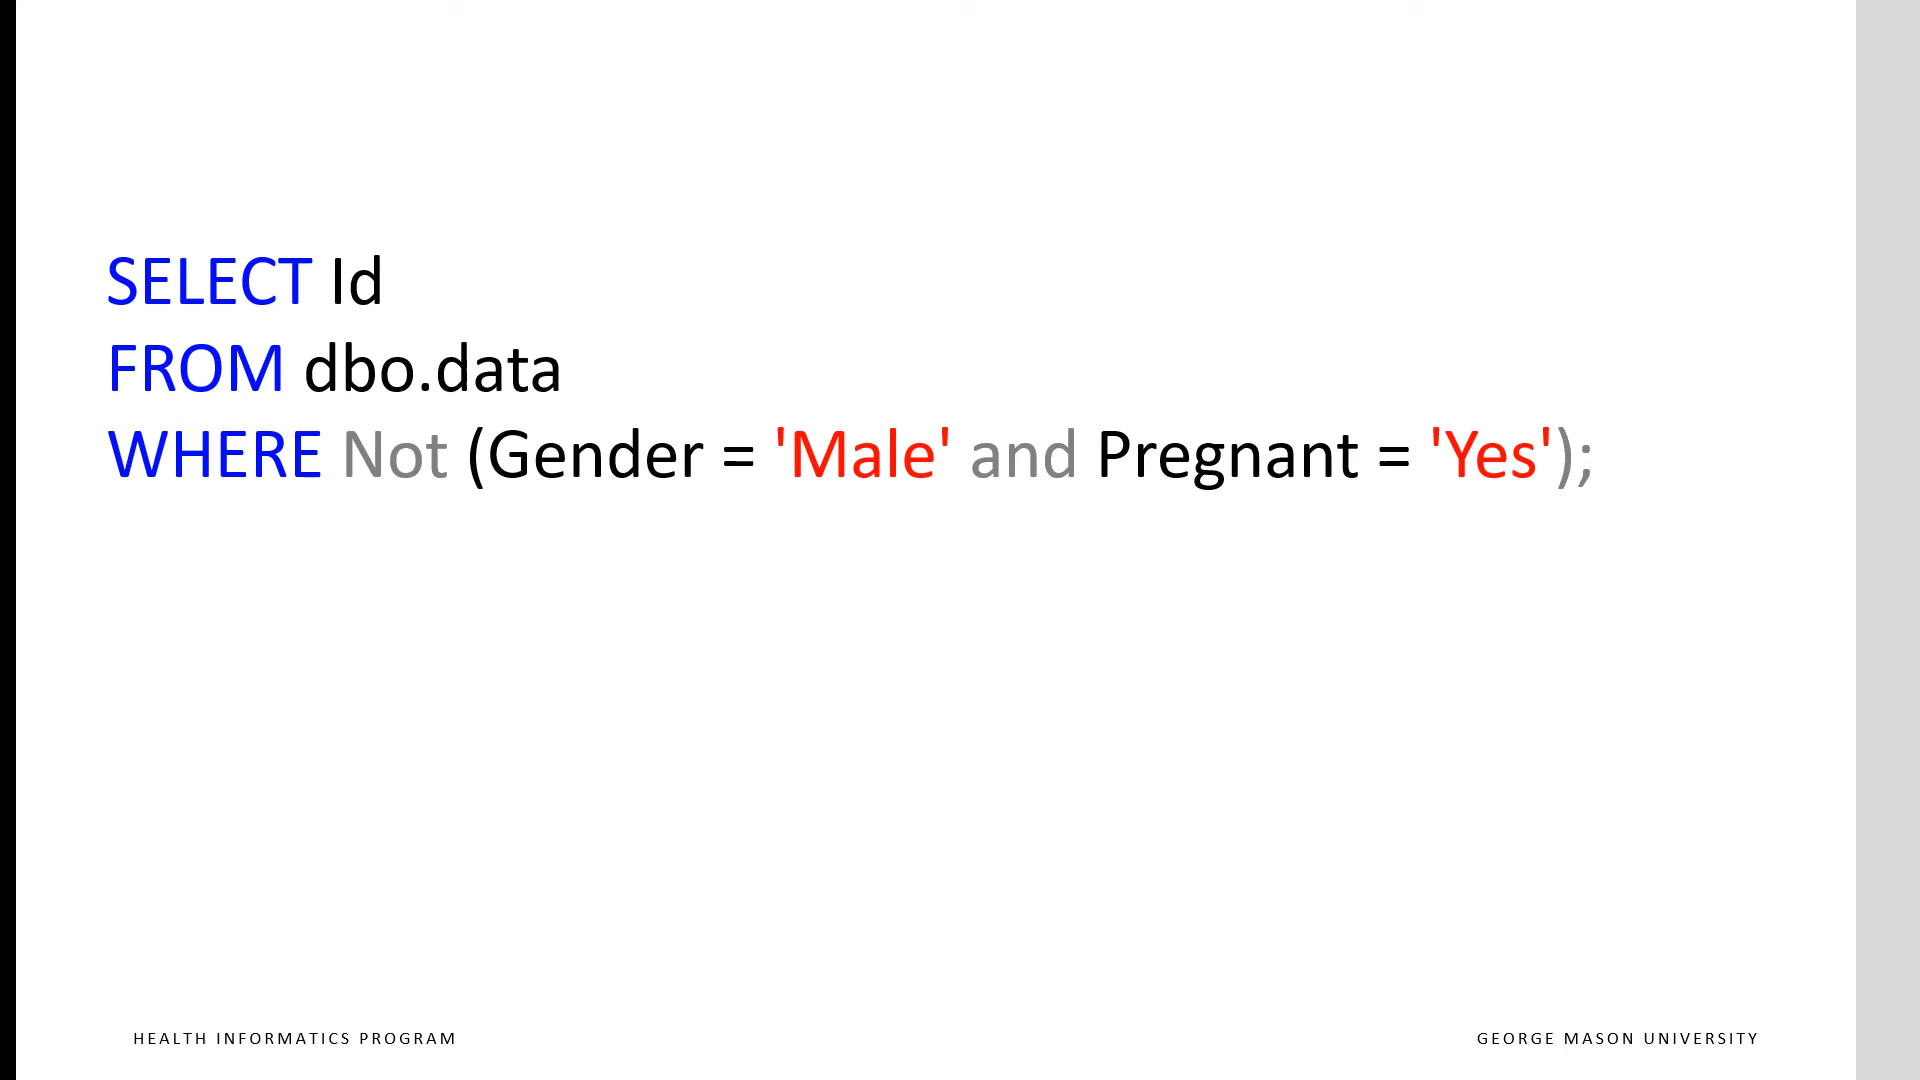 SELECT Id
FROM dbo.data
WHERE Not (Gender = 'Male' and Pregnant = 'Yes');
HEALTH INFORMATICS PROGRAM
GEORGE MASON UNIVERSITY